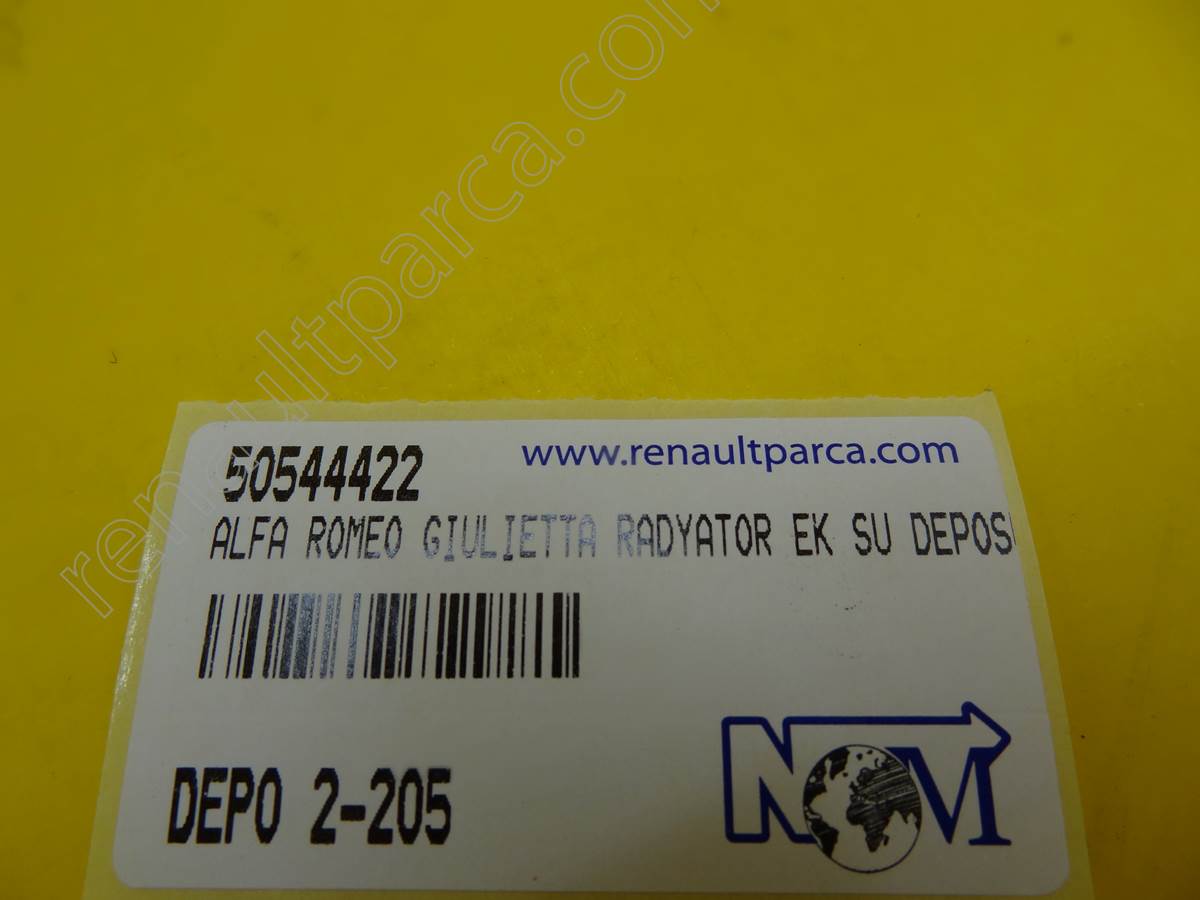 renaultparca.com
50544422
www.renaultparca.com
ALFA ROMEO GIULIETTA RADYATOR EK SU DEPOS
DEPO 2-205
NOM